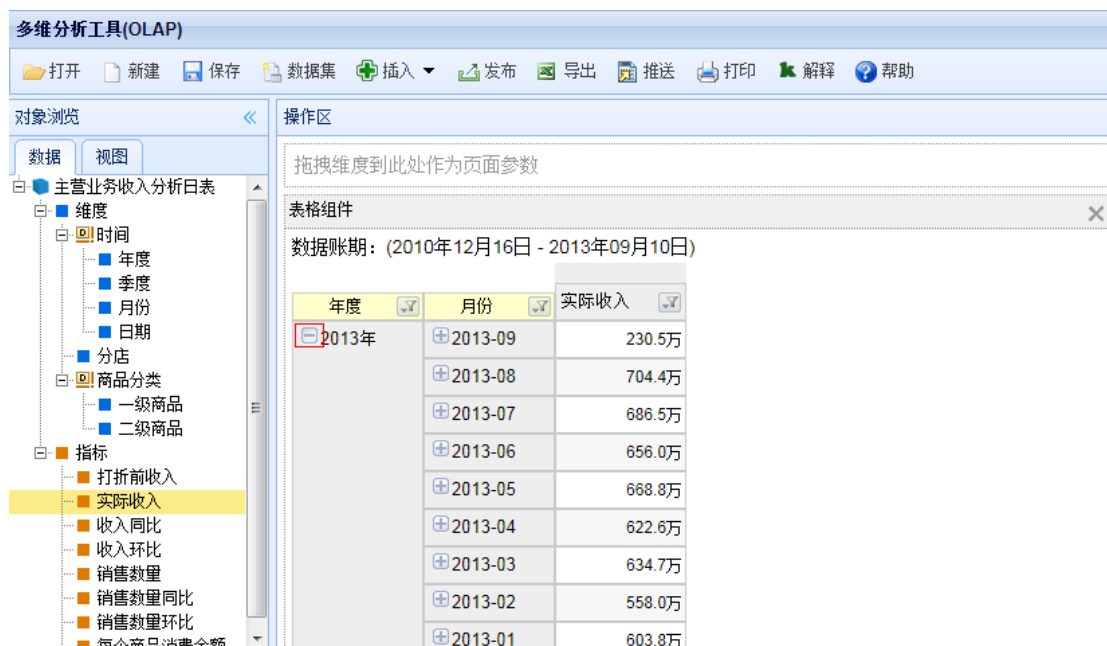 多维分析工具(OLAP)
打开 新建 保存 数据集 插入 发布 导出 推送 打印 解释 帮助
对象浏览
数据 视图
主营业务收入分析日表
维度
时间
年度
季度
月份
日期
分店
商品分类
一级商品
二级商品
指标
打折前收入
实际收入
收入同比
收入环比
销售数量
销售数量同比
销售数量环比
每个商品消费金额
操作区
拖拽维度到此处作为页面参数
表格组件
数据账期：(2010年12月16日 - 2013年09月10日)
年度 月份 实际收入
2013年 2013-09 230.5万
2013-08 704.4万
2013-07 686.5万
2013-06 656.0万
2013-05 668.8万
2013-04 622.6万
2013-03 634.7万
2013-02 558.0万
2013-01 603.8万